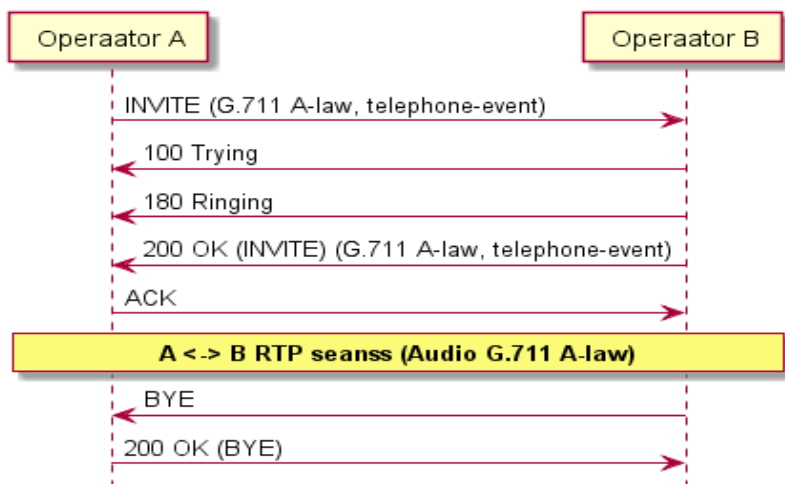 Operaator A
Operaator B
INVITE (G.711 A-law, telephone-event)
100 Trying
180 Ringing
200 OK (INVITE) (G.711 A-law, telephone-event)
ACK
A <-> B RTP seanss (Audio G.711 A-law)
BYE
200 OK (BYE)